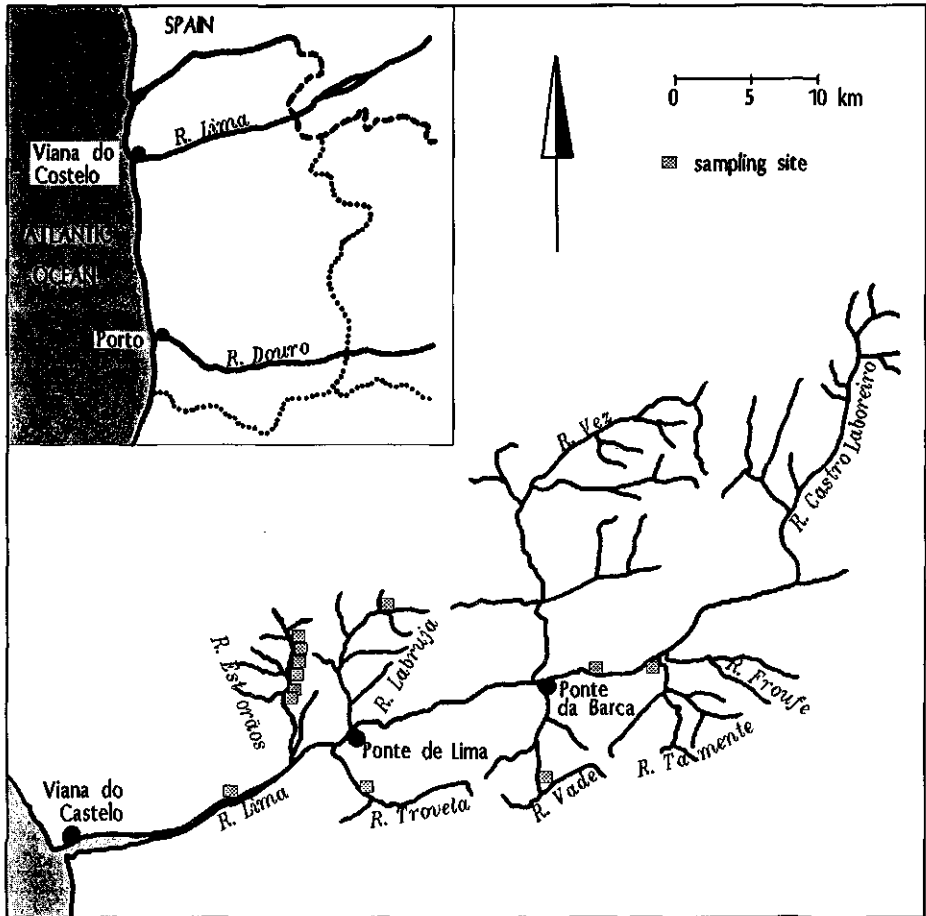 SPAIN
R. Lima
Viana do
Costelo
ATLANTIC
OCEAN
Porto
R. Douro
0 5 10 km
sampling site
R. Vez
R. Castro Laboreiro
R. Estorãos
R. Labruja
R. Froufe
Ponte
da Barca
R. Tamente
Ponte de Lima
Viana do
Castelo
R. Lima
R. Trovela
R. Vade